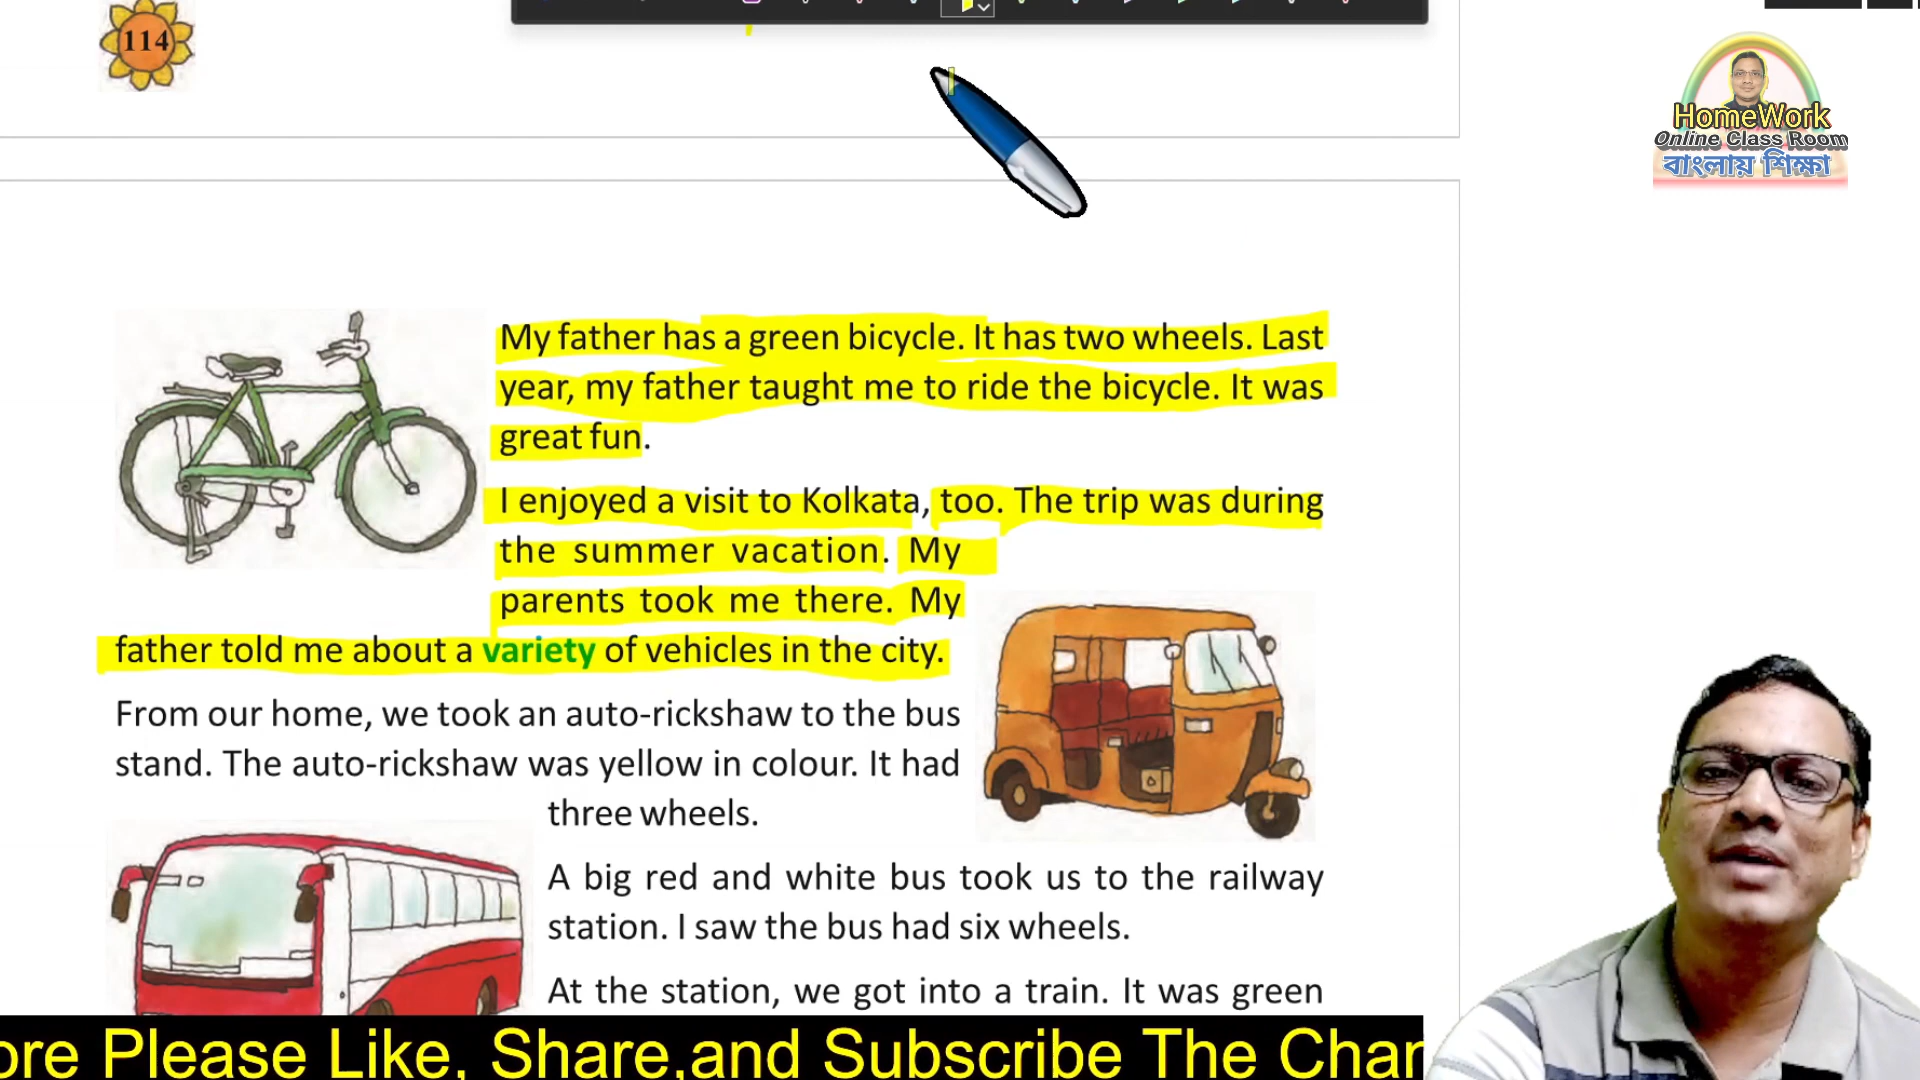 114
HomeWork
Online Class Room
বাংলায় শিক্ষা
My father has a green bicycle. It has two wheels. Last
year, my father taught me to ride the bicycle. It was
great fun.
I enjoyed a visit to Kolkata, too. The trip was during
the summer vacation. My
parents took me there. My
father told me about a variety of vehicles in the city.
From our home, we took an auto-rickshaw to the bus
stand. The auto-rickshaw was yellow in colour. It had
three wheels.
A big red and white bus took us to the railway
station. I saw the bus had six wheels.
At the station, we got into a train. It was green
ore Please Like, Share,and Subscribe The Char